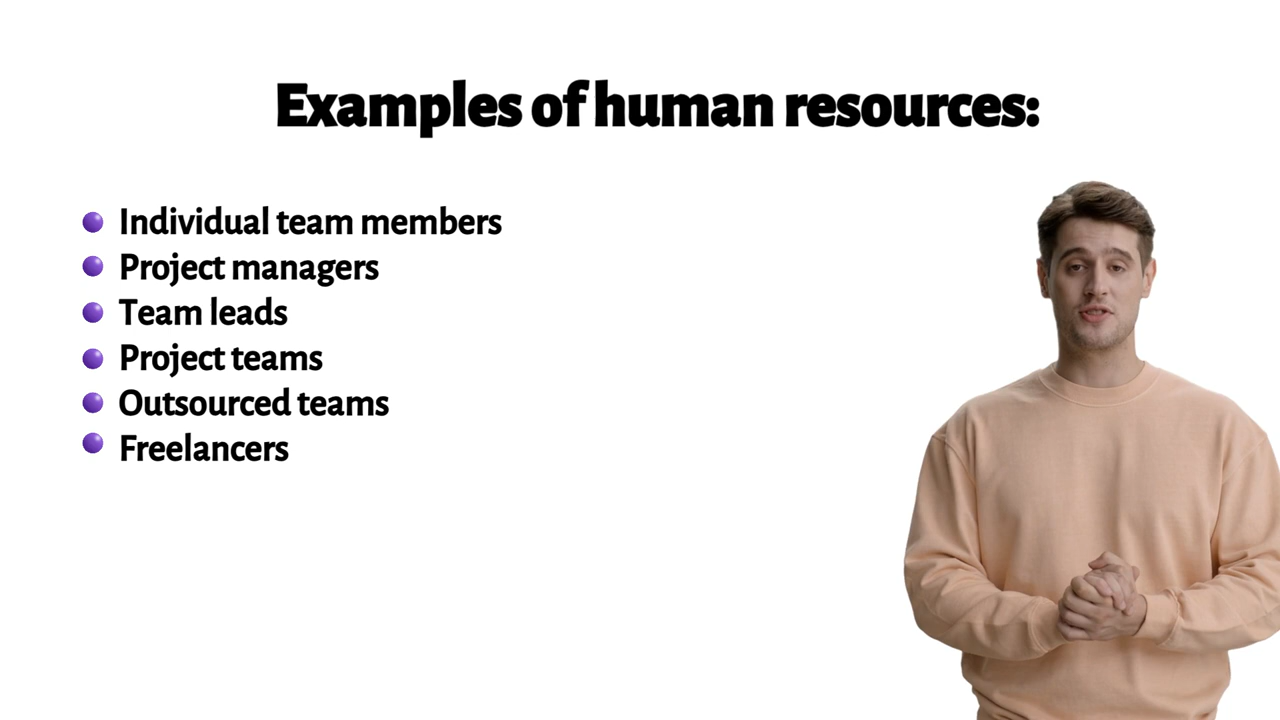 Examples of human resources:
Individual team members
Project managers
Team leads
Project teams
Outsourced teams
Freelancers